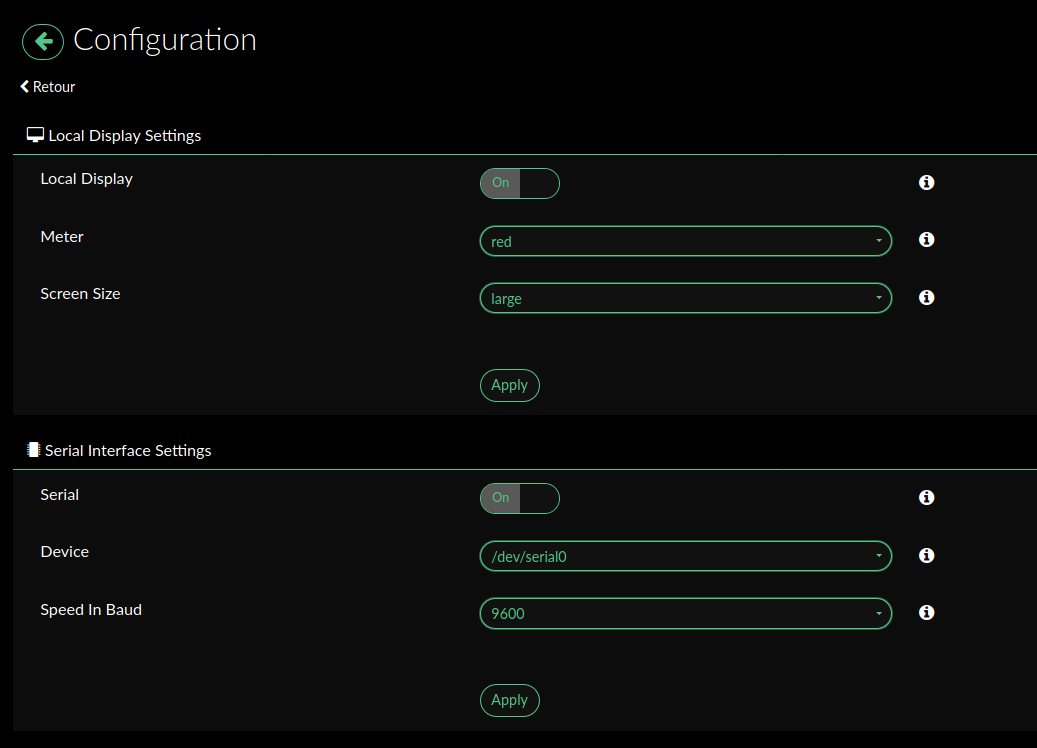 Configuration
Retour
Local Display Settings
Local Display
On
Meter
red
Screen Size
large
Apply
Serial Interface Settings
Serial
On
Device
/dev/serial0
Speed In Baud
9600
Apply